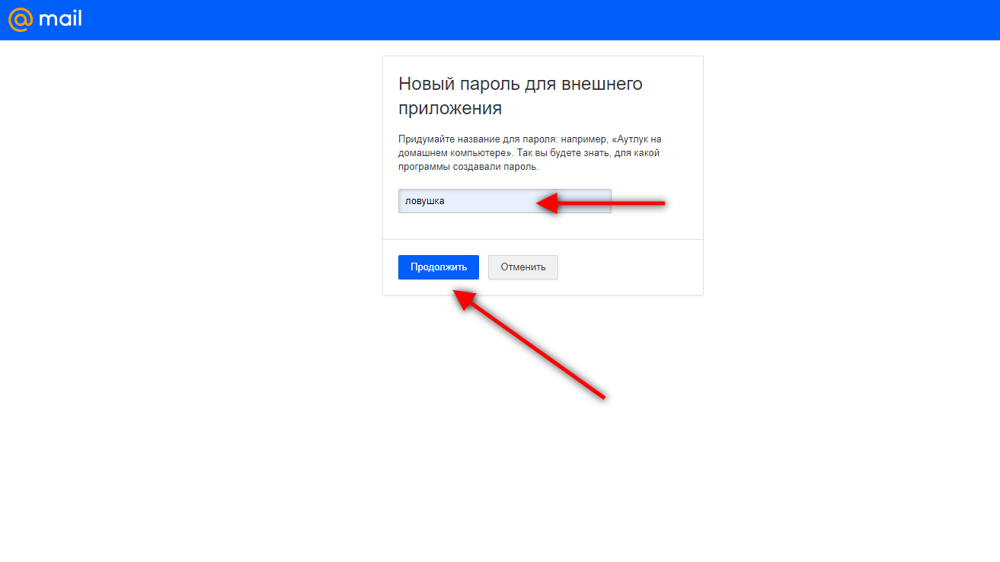 @mail
Новый пароль для внешнего
приложения
Придумайте название для пароля: например, «Аутлук на
домашнем компьютере». Так вы будете знать, для какой
программы создавали пароль.
ловушка
Продолжить Отменить